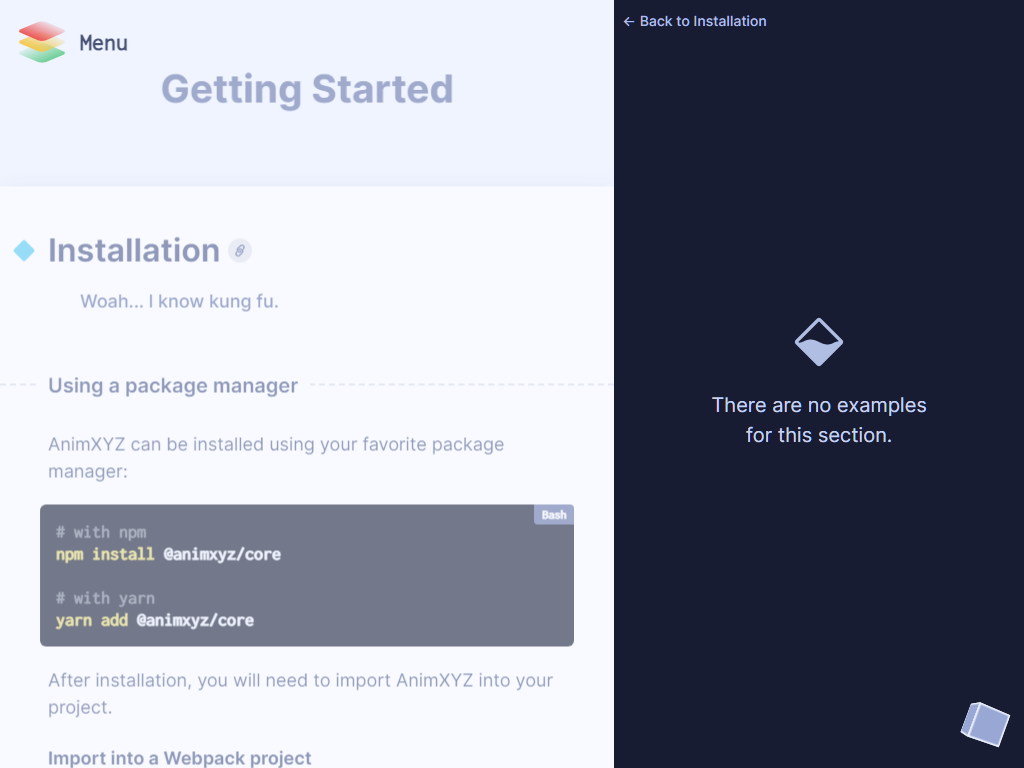 Menu
Getting Started
Installation
Woah... I know kung fu.
Using a package manager
AnimXYZ can be installed using your favorite package
manager:
Bash
# with npm
npm install @animxyz/core
# with yarn
yarn add @animxyz/core
After installation, you will need to import AnimXYZ into your
project.
Import into a Webpack project
← Back to Installation
There are no examples
for this section.